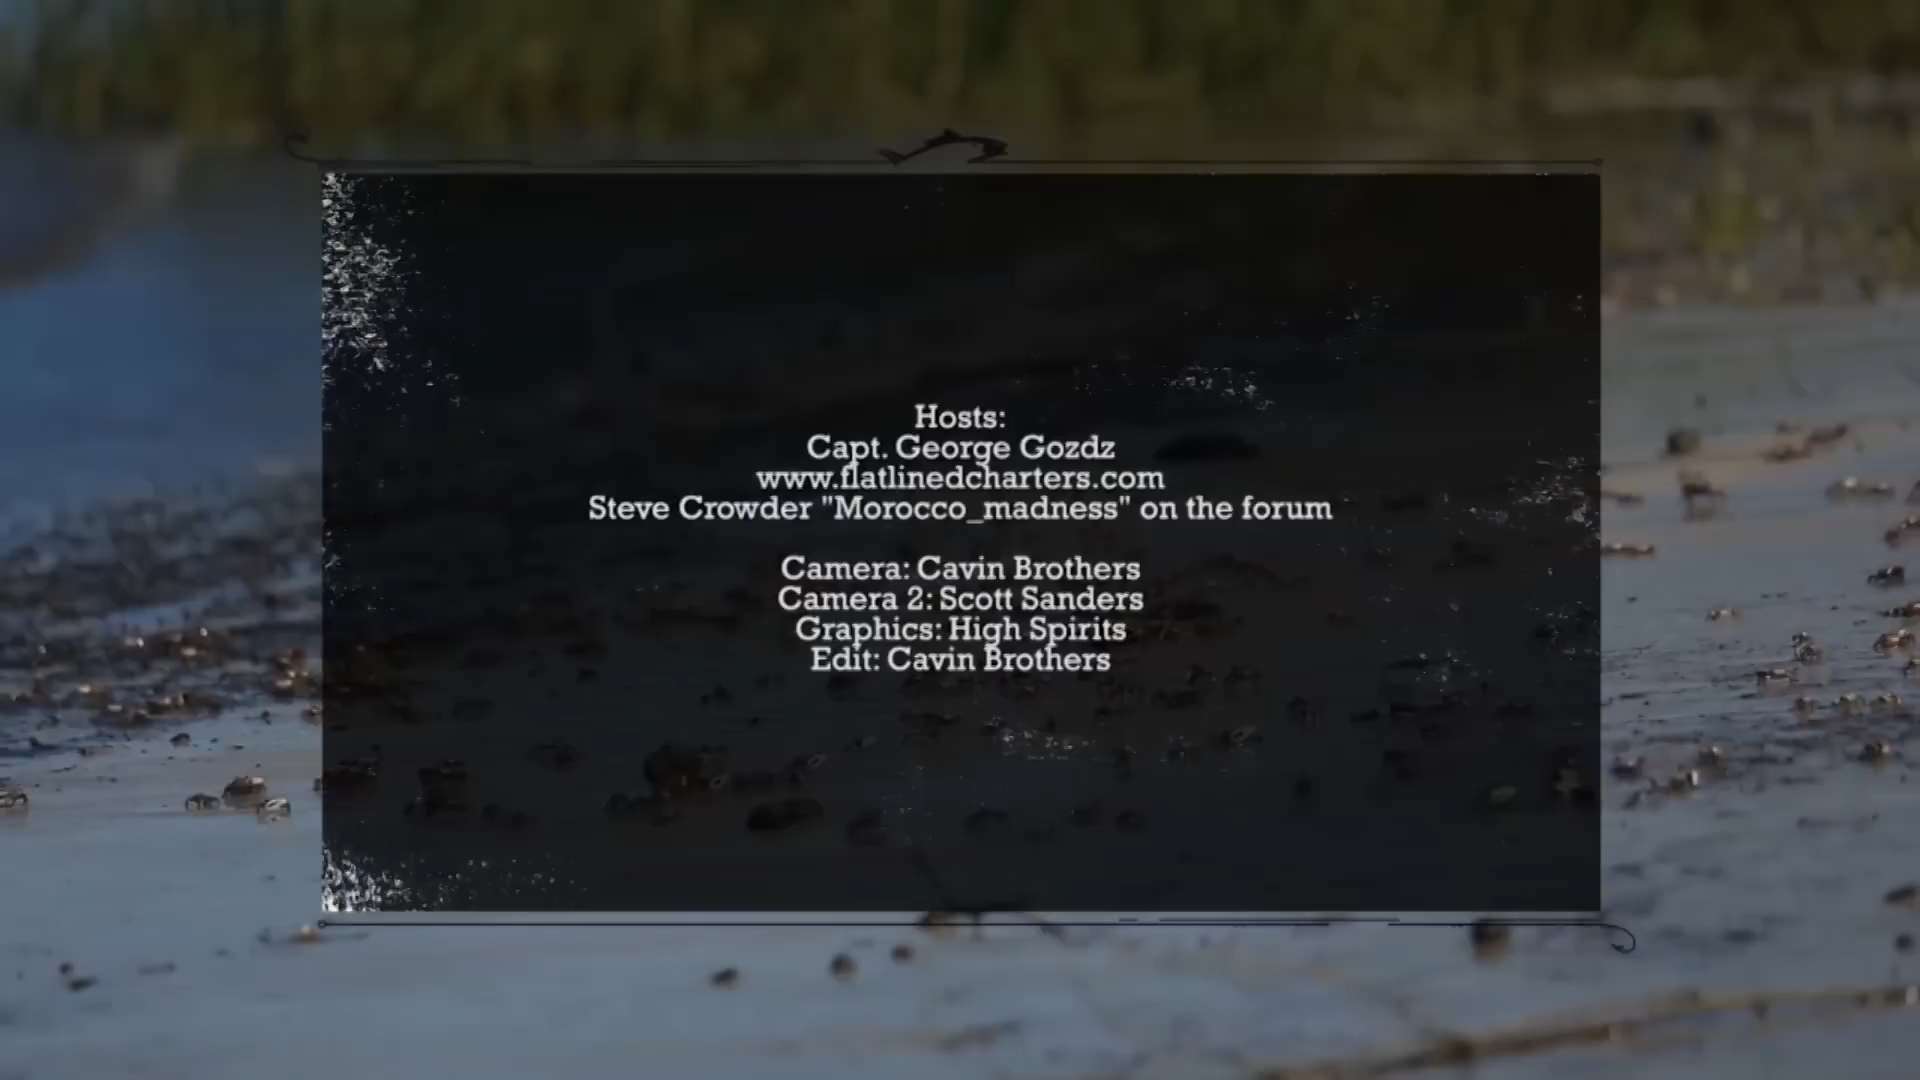 Hosts:
Capt. George Gozdz
www.flatlinedcharters.com
Steve Crowder "Morocco_madness" on the forum
Camera: Cavin Brothers
Camera 2: Scott Sanders
Graphics: High Spirits
Edit: Cavin Brothers